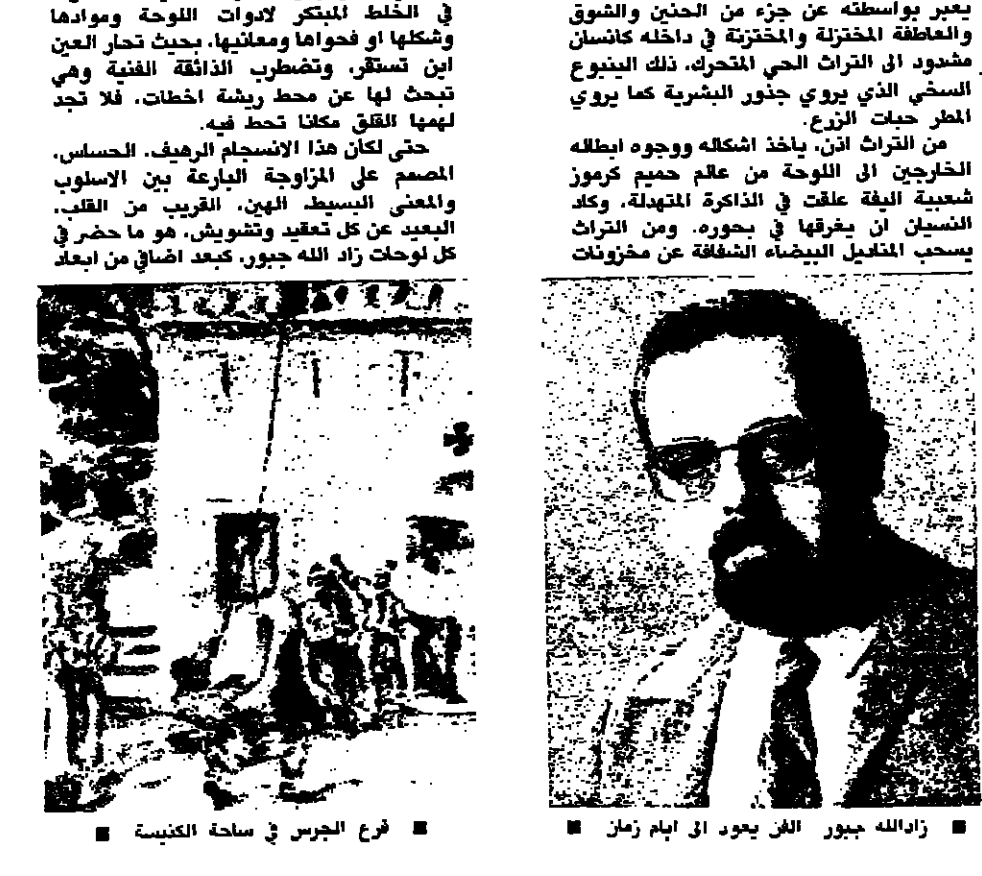 يعبر بواسطته عن جزء من الحنين والشوق
والعاطفة المختزلة والمختزنة في داخله كانسان
مشدود الى التراث الحي المتحرك، ذلك الينبوع
السخي الذي يروي جذور البشرية كما يروي
المطر حبات الزرع.
من التراث اذن، ياخذ اشكاله ووجوه ابطاله
الخارجين الى اللوحة من عالم حميم كرموز
شعبية اليفة علقت في الذاكرة المتهدلة، وكاد
النسيان ان يغرقها في بحوره. ومن التراث
يسحب المناديل البيضاء الشفافة عن مخزونات
زادالله جبور الفن يعود الى ايام زمان
في الخلط المبتكر لادوات اللوحة وموادها
وشكلها او فحواها ومعانيها، بحيث تحار العين
اين تستقر، وتضطرب الذائقة الفنية وهي
تبحث لها عن محط ريشة اخطات، فلا تجد
لهمها القلق مكانا تحط فيه.
حتى لكأن هذا الانسجام الرهيف، الحساس،
المصمم على المزاوجة البارعة بين الاسلوب
والمعنى البسيط، الهين، القريب من القلب،
البعيد عن كل تعقيد وتشويش، هو ما حضر في
كل لوحات زاد الله جبور، كبعد اضافي من ابعاد
قرع الجرس في ساحة الكنيسة